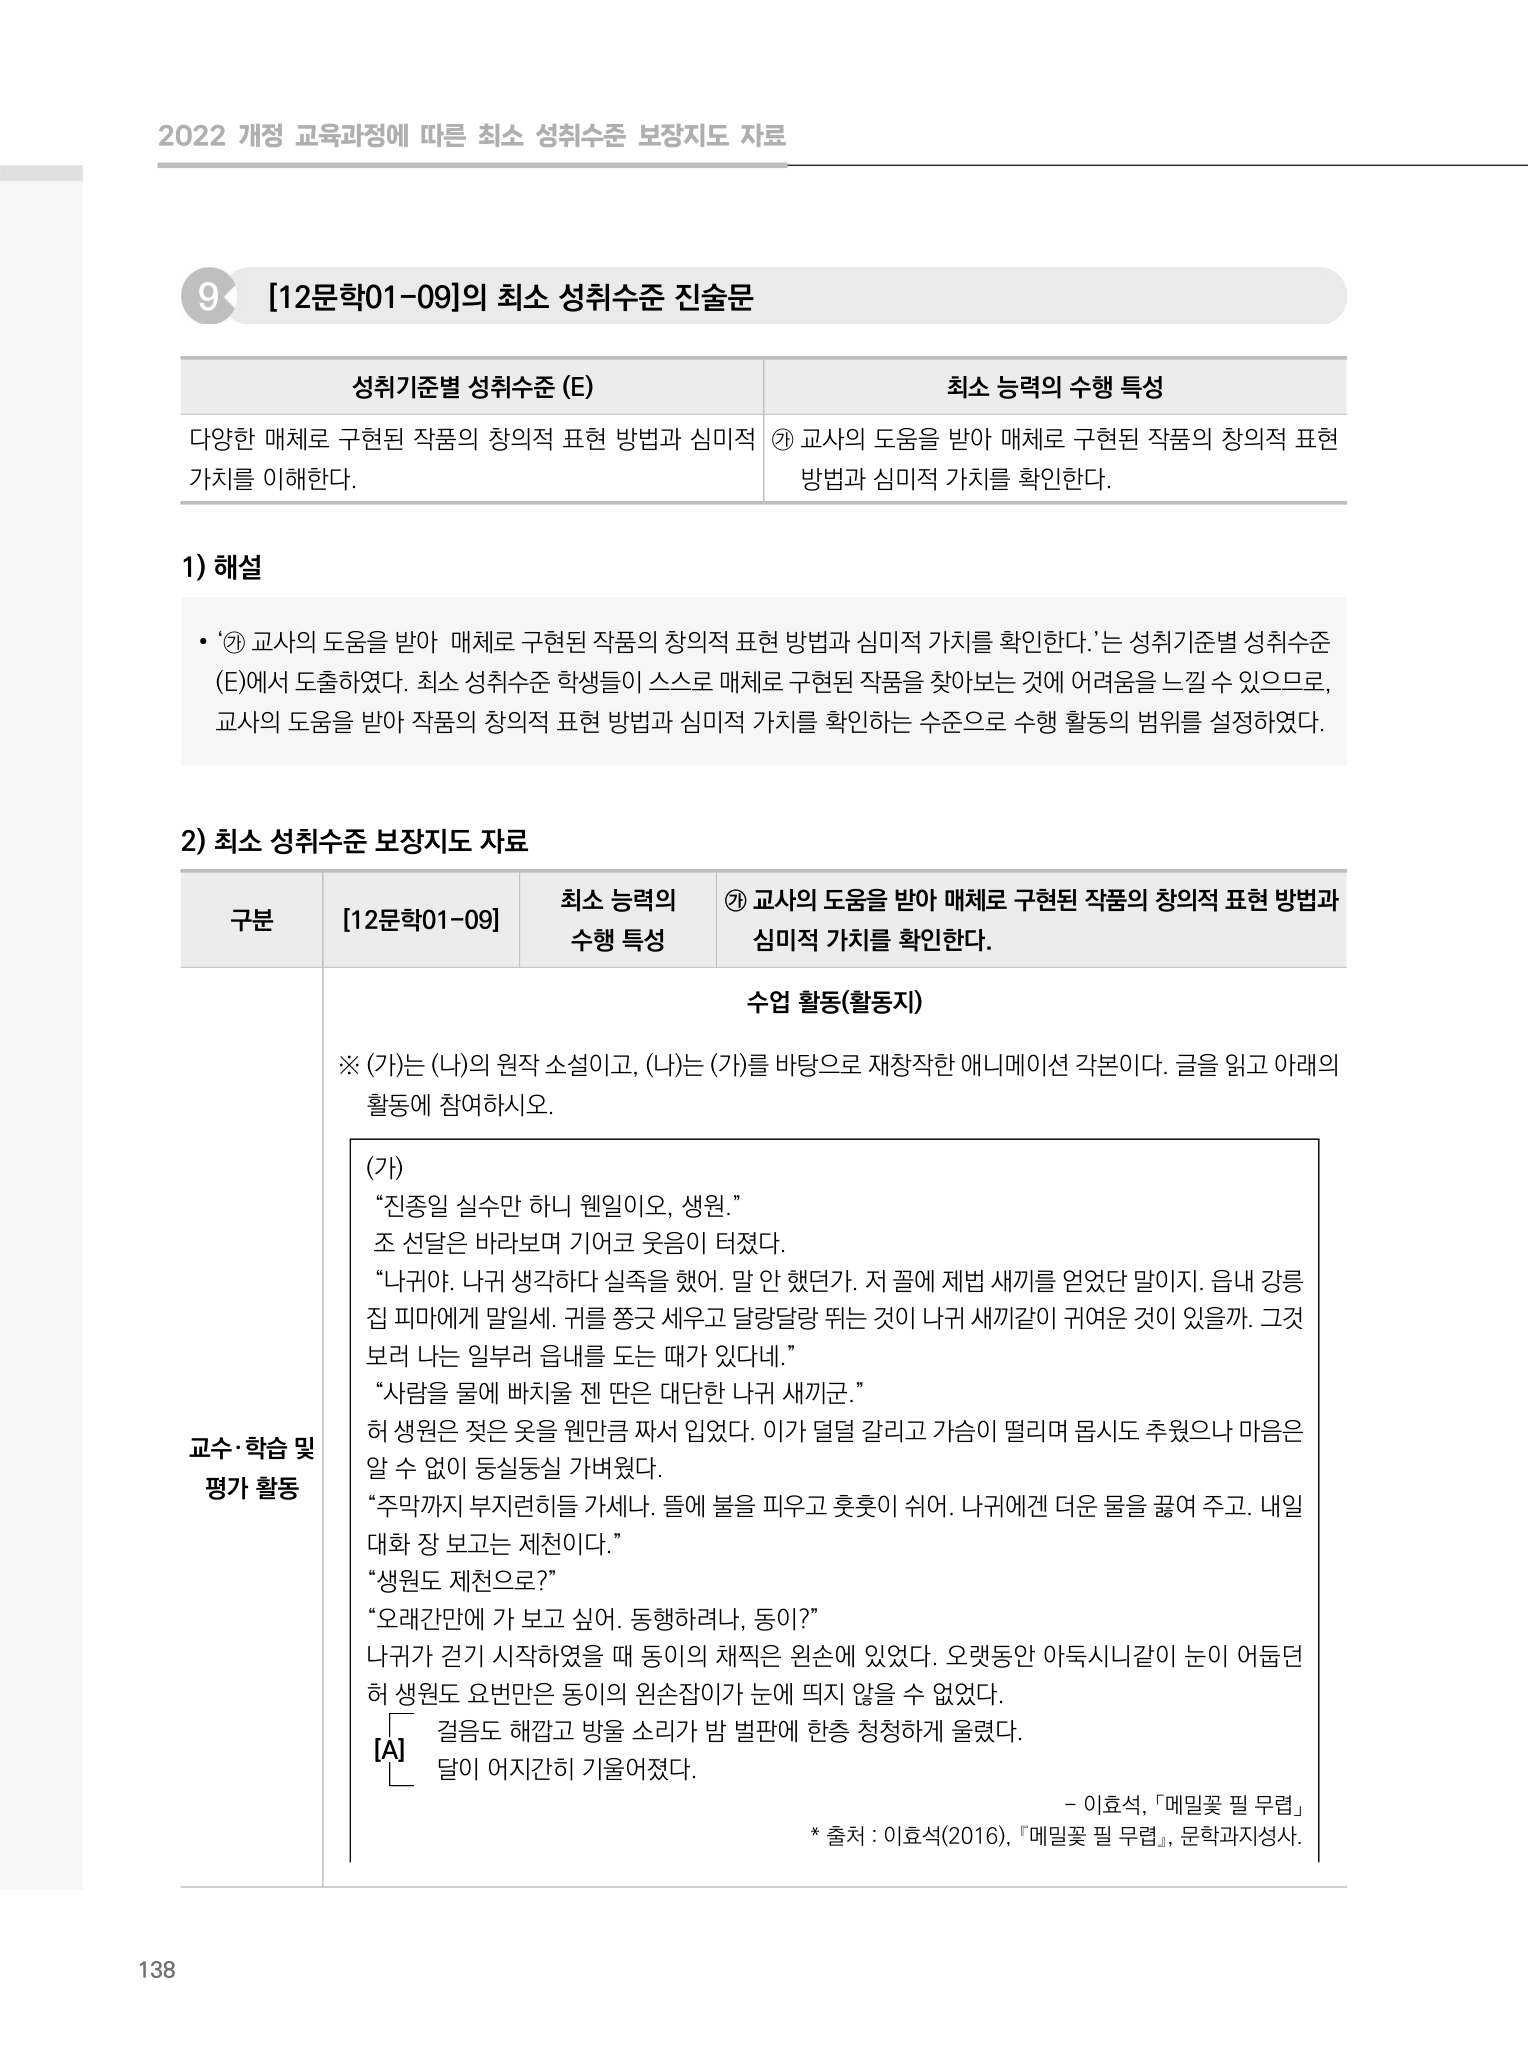 2022 개정 교육과정에 따른 최소 성취수준 보장지도 자료
9 [12문학01-09]의 최소 성취수준 진술문
성취기준별 성취수준 (E) 최소 능력의 수행 특성
다양한 매체로 구현된 작품의 창의적 표현 방법과 심미적
가치를 이해한다.
㉮ 교사의 도움을 받아 매체로 구현된 작품의 창의적 표현
방법과 심미적 가치를 확인한다.
1) 해설
• ‘㉮ 교사의 도움을 받아 매체로 구현된 작품의 창의적 표현 방법과 심미적 가치를 확인한다.’는 성취기준별 성취수준
(E)에서 도출하였다. 최소 성취수준 학생들이 스스로 매체로 구현된 작품을 찾아보는 것에 어려움을 느낄 수 있으므로,
교사의 도움을 받아 작품의 창의적 표현 방법과 심미적 가치를 확인하는 수준으로 수행 활동의 범위를 설정하였다.
2) 최소 성취수준 보장지도 자료
구분
[12문학01-09]
최소 능력의
수행 특성
㉮ 교사의 도움을 받아 매체로 구현된 작품의 창의적 표현 방법과
심미적 가치를 확인한다.
교수·학습 및
평가 활동
수업 활동(활동지)
※ (가)는 (나)의 원작 소설이고, (나)는 (가)를 바탕으로 재창작한 애니메이션 각본이다. 글을 읽고 아래의
활동에 참여하시오.
(가)
“진종일 실수만 하니 웬일이오, 생원.”
조 선달은 바라보며 기어코 웃음이 터졌다.
“나귀야. 나귀 생각하다 실족을 했어. 말 안 했던가. 저 꼴에 제법 새끼를 얻었단 말이지. 읍내 강릉
집 피마에게 말일세. 귀를 쫑긋 세우고 달랑달랑 뛰는 것이 나귀 새끼같이 귀여운 것이 있을까. 그것
보러 나는 일부러 읍내를 도는 때가 있다네.”
“사람을 물에 빠치울 젠 딴은 대단한 나귀 새끼군.”
허 생원은 젖은 옷을 웬만큼 짜서 입었다. 이가 덜덜 갈리고 가슴이 떨리며 몹시도 추웠으나 마음은
알 수 없이 둥실둥실 가벼웠다.
“주막까지 부지런히들 가세나. 뜰에 불을 피우고 훗훗이 쉬어. 나귀에겐 더운 물을 끓여 주고. 내일
대화 장 보고는 제천이다.”
“생원도 제천으로?”
“오래간만에 가 보고 싶어. 동행하려나, 동이?”
나귀가 걷기 시작하였을 때 동이의 채찍은 왼손에 있었다. 오랫동안 아둑시니같이 눈이 어둡던
허 생원도 요번만은 동이의 왼손잡이가 눈에 띄지 않을 수 없었다.
[A] 걸음도 해깝고 방울 소리가 밤 벌판에 한층 청청하게 울렸다.
달이 어지간히 기울어졌다.
- 이효석, 「메밀꽃 필 무렵」
* 출처 : 이효석(2016), 『메밀꽃 필 무렵』, 문학과지성사.
138